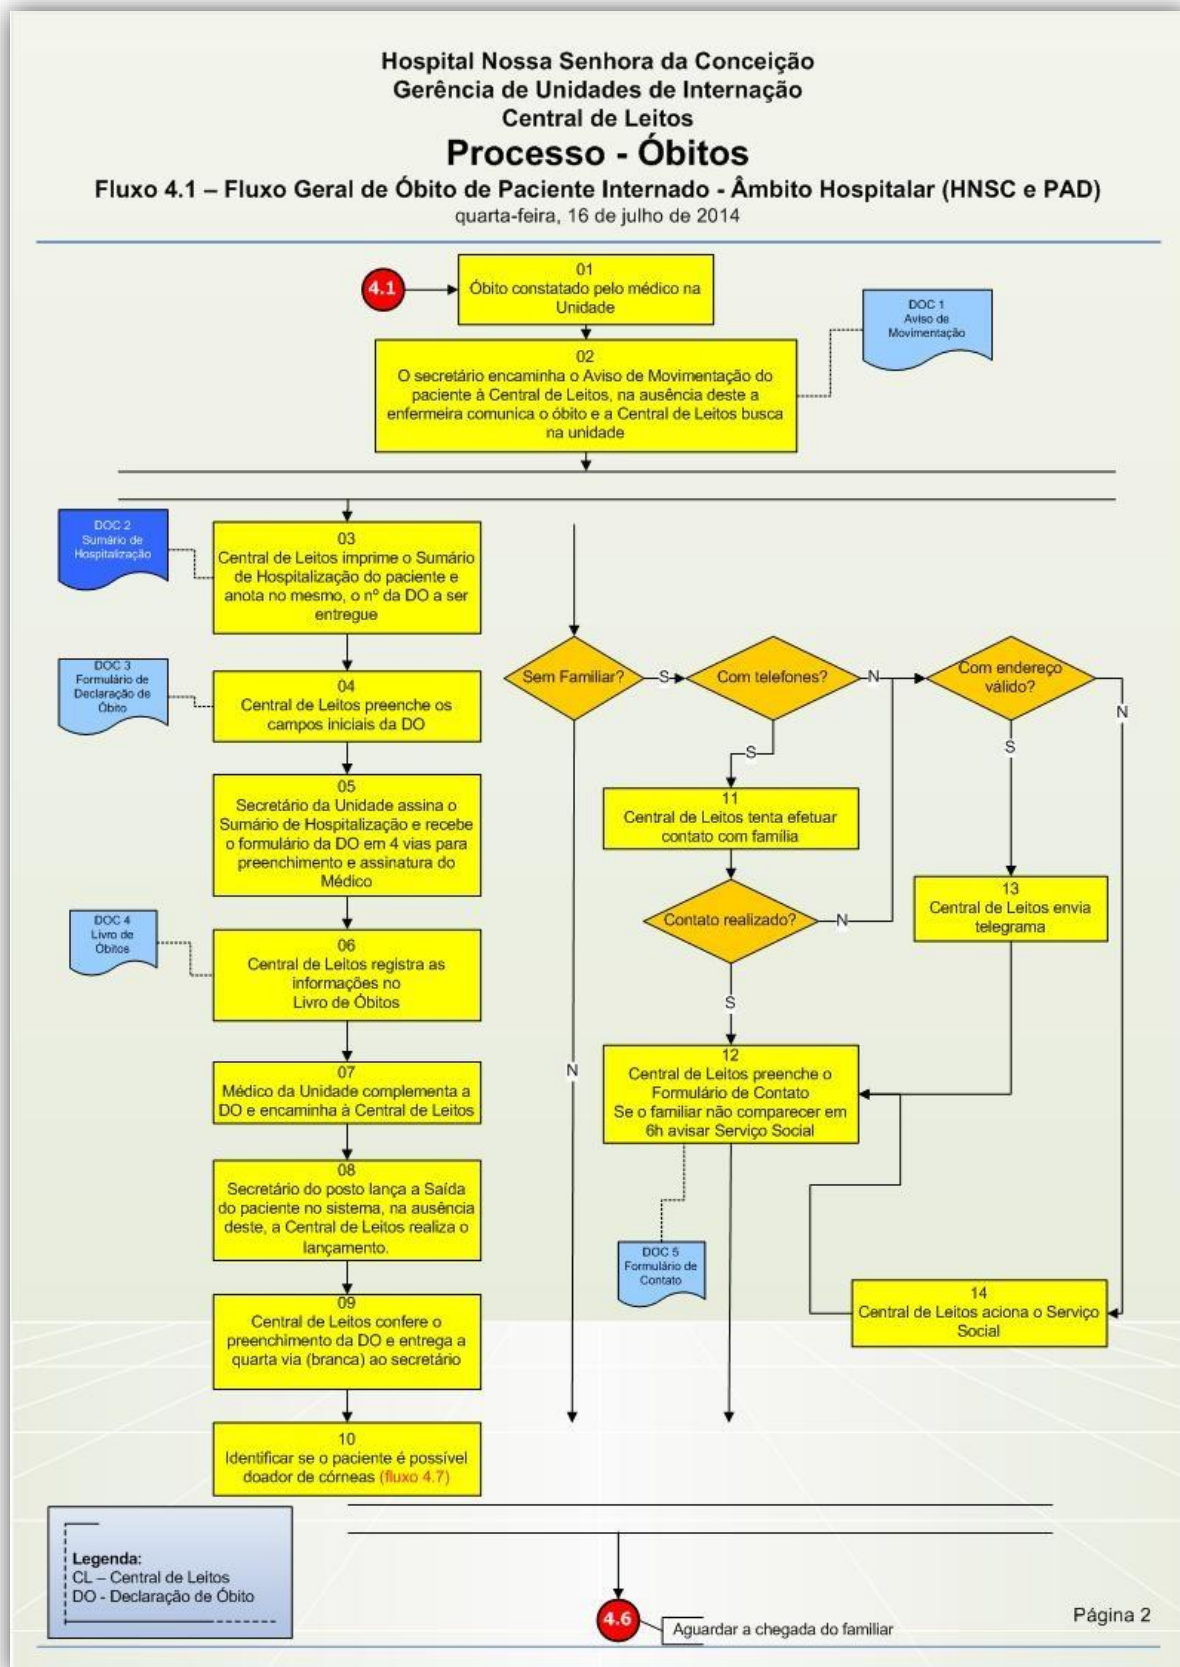 Hospital Nossa Senhora da Conceição
Gerência de Unidades de Internação
Central de Leitos
Processo - Óbitos
Fluxo 4.1 – Fluxo Geral de Óbito de Paciente Internado - Âmbito Hospitalar (HNSC e PAD)
quarta-feira, 16 de julho de 2014
4.1
01
Óbito constatado pelo médico na
Unidade
DOC 1
Aviso de
Movimentação
02
O secretário encaminha o Aviso de Movimentação do
paciente à Central de Leitos, na ausência deste a
enfermeira comunica o óbito e a Central de Leitos busca
na unidade
DOC 2
Sumário de
Hospitalização
03
Central de Leitos imprime o Sumário
de Hospitalização do paciente e
anota no mesmo, o nº da DO a ser
entregue
DOC 3
Formulário de
Declaração de
Óbito
04
Central de Leitos preenche os
campos iniciais da DO
05
Secretário da Unidade assina o
Sumário de Hospitalização e recebe
o formulário da DO em 4 vias para
preenchimento e assinatura do
Médico
DOC 4
Livro de
Óbitos
06
Central de Leitos registra as
informações no
Livro de Óbitos
07
Médico da Unidade complementa a
DO e encaminha à Central de Leitos
08
Secretário do posto lança a Saída
do paciente no sistema, na ausência
deste, a Central de Leitos realiza o
lançamento.
09
Central de Leitos confere o
preenchimento da DO e entrega a
quarta via (branca) ao secretário
10
Identificar se o paciente é possível
doador de córneas (fluxo 4.7)
Sem Familiar?
S
N
Com telefones?
N
S
Com endereço
válido?
N
S
11
Central de Leitos tenta efetuar
contato com família
Contato realizado?
N
S
13
Central de Leitos envia
telegrama
12
Central de Leitos preenche o
Formulário de Contato
Se o familiar não comparecer em
6h avisar Serviço Social
DOC 5
Formulário de
Contato
14
Central de Leitos aciona o Serviço
Social
Legenda:
CL – Central de Leitos
DO - Declaração de Óbito
4.6
Aguardar a chegada do familiar
Página 2